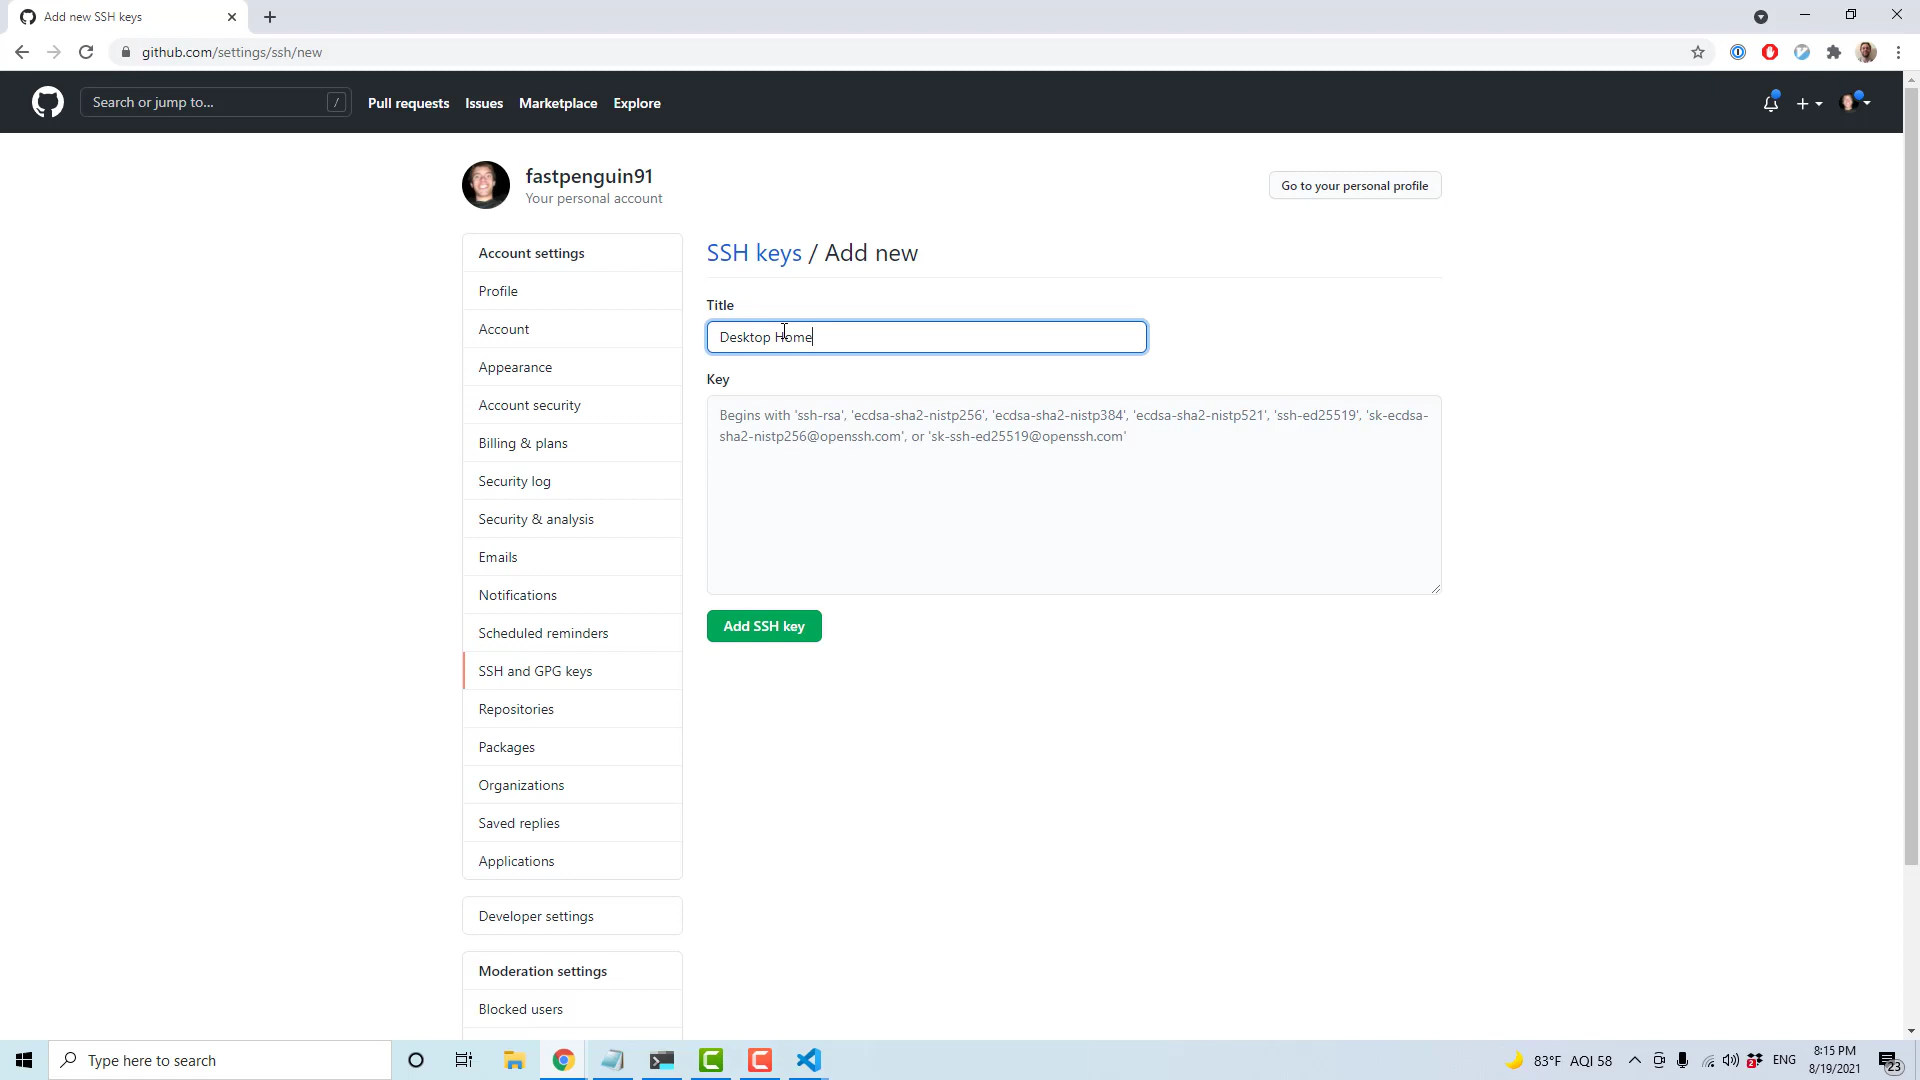 Add new SSH keys
github.com/settings/ssh/new
Search or jump to...
/
Pull requests
Issues
Marketplace
Explore
fastpenguin91
Your personal account
Go to your personal profile
Account settings
Profile
Account
Appearance
Account security
Billing & plans
Security log
Security & analysis
Emails
Notifications
Scheduled reminders
SSH and GPG keys
Repositories
Packages
Organizations
Saved replies
Applications
Developer settings
Moderation settings
Blocked users
SSH keys / Add new
Title
Desktop Home
Key
Begins with 'ssh-rsa', 'ecdsa-sha2-nistp256', 'ecdsa-sha2-nistp384', 'ecdsa-sha2-nistp521', 'ssh-ed25519', 'sk-ecdsa-
sha2-nistp256@openssh.com', or 'sk-ssh-ed25519@openssh.com'
Add SSH key
Type here to search
83°F AQI 58
ENG
8:15 PM
8/19/2021
23